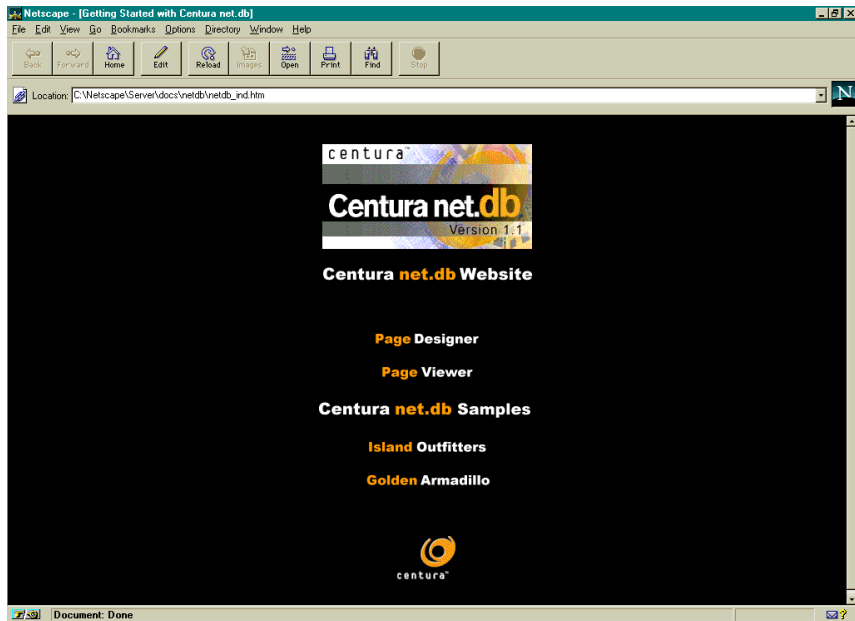 Netscape - [Getting Started with Centura net.db]
File Edit View Go Bookmarks Options Directory Window Help
Back Forward Home Edit Reload Images Open Print Find Stop
Location: C:\Netscape\Server\docs\netdb\netdb_ind.htm
N
centura™
Centura net.db
Version 1.1
Centura net.db Website
Page Designer
Page Viewer
Centura net.db Samples
Island Outfitters
Golden Armadillo
centura™
Document: Done